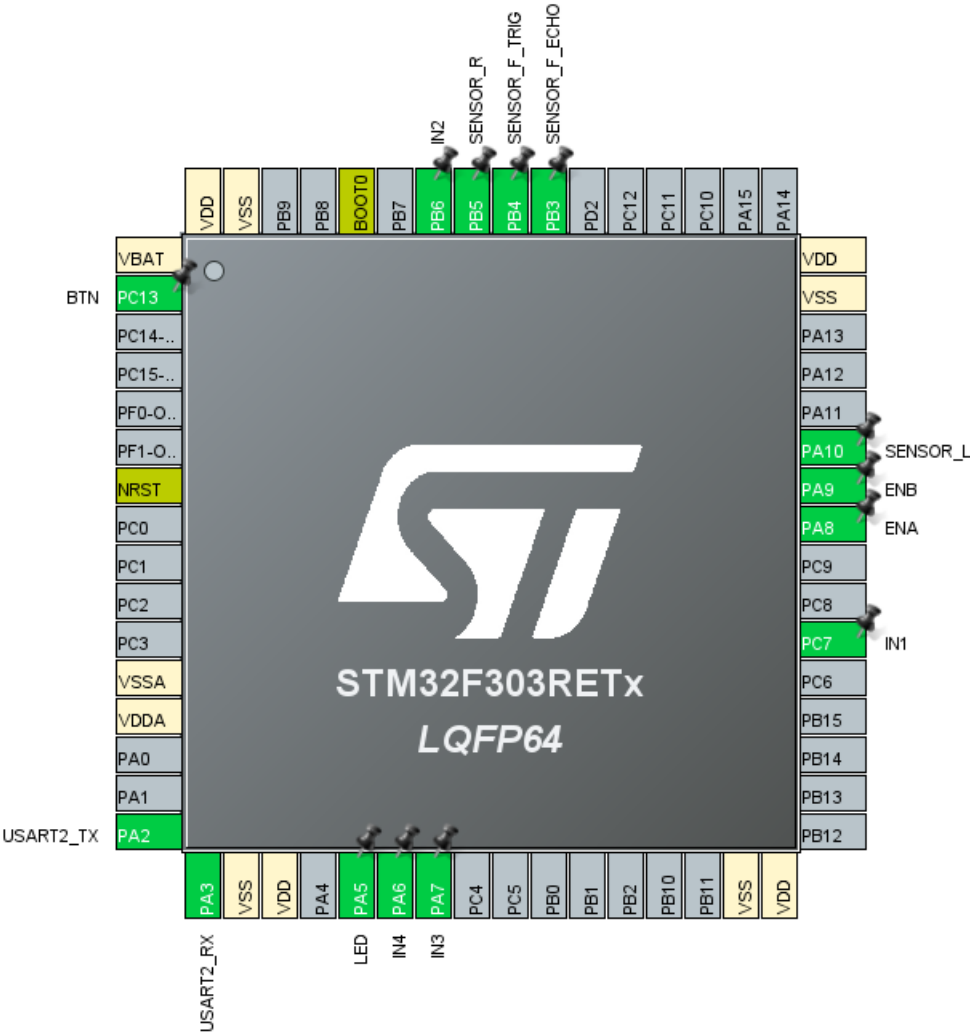 IN2
SENSOR_R
SENSOR_F_TRIG
SENSOR_F_ECHO
VDD
VSS
PB9
PB8
BOOT0
PB7
PB6
PB5
PB4
PB3
PD2
PC12
PC11
PC10
PA15
PA14
VBAT
BTN
PC13
PC14-..
PC15-..
PF0-O..
PF1-O..
NRST
PC0
PC1
PC2
PC3
VSSA
VDDA
PA0
PA1
USART2_TX
PA2
ST
STM32F303RETx
LQFP64
VDD
VSS
PA13
PA12
PA11
PA10
SENSOR_L
PA9
ENB
PA8
ENA
PC9
PC8
PC7
IN1
PC6
PB15
PB14
PB13
PB12
PA3
VSS
VDD
PA4
PA5
PA6
PA7
PC4
PC5
PB0
PB1
PB2
PB10
PB11
VSS
VDD
USART2_RX
LED
IN4
IN3